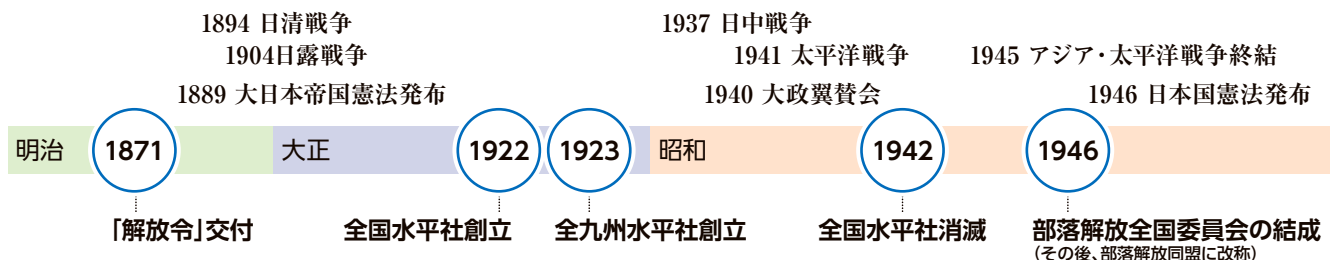 1894 日清戦争
1937 日中戦争
1904日露戦争
1941 太平洋戦争
1945 アジア・太平洋戦争終結
1889 大日本帝国憲法発布
1940 大政翼賛会
1946 日本国憲法発布
明治
1871
大正
1922
1923
昭和
1942
1946
「解放令」交付
全国水平社創立
全九州水平社創立
全国水平社消滅
部落解放全国委員会の結成
(その後、部落解放同盟に改称)